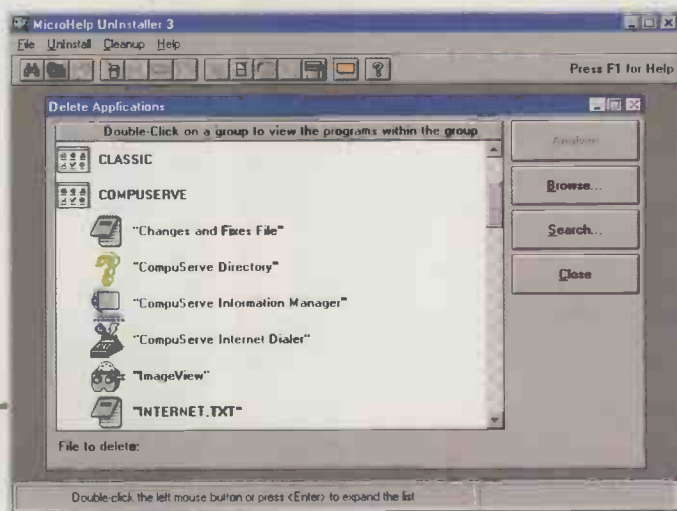 MicroHelp UnInstaller 3
File UnInstall Cleanup Help
Press F1 for Help
Delete Applications
Double-Click on a group to view the programs within the group
CLASSIC
COMPUSERVE
"Changes and Fixes File"
"CompuServe Directory"
"CompuServe Information Manager"
"CompuServe Internet Dialer"
"ImageView"
"INTERNET.TXT"
Analyze
Browse...
Search...
Close
File to delete:
Double-click the left mouse button or press <Enter> to expand the list